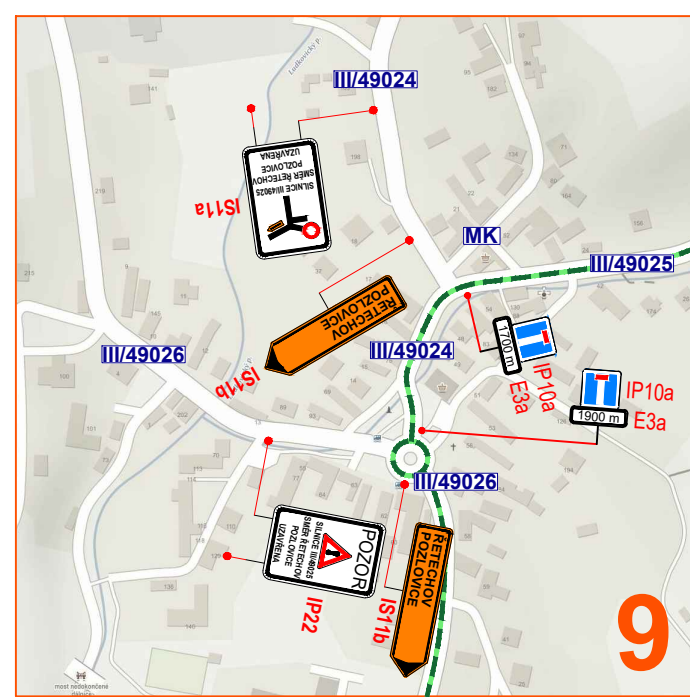 Ludkovický p.
III/49024
SILNICE III/49025
SMĚR ŘETECHOV
POZLOVICE
UZAVŘENA
IS11a
MK
III/49025
ŘETECHOV
POZLOVICE
IS11b
III/49024
III/49026
1700 m
IP10a
E3a
IP10a
1900 m
E3a
III/49026
POZOR
SILNICE III/49025
SMĚR ŘETECHOV
POZLOVICE
UZAVŘENA
IP22
ŘETECHOV
POZLOVICE
IS11b
most nedokončené
dálnice
9